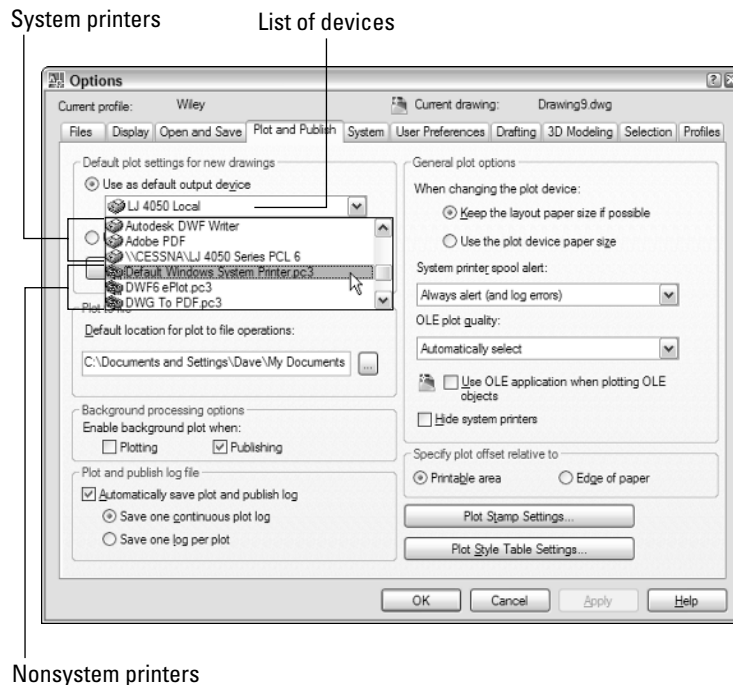 System printers
List of devices
Options
Current profile: Wiley Current drawing: Drawing9.dwg
Files Display Open and Save Plot and Publish System User Preferences Drafting 3D Modeling Selection Profiles
Default plot settings for new drawings
Use as default output device
LJ 4050 Local
Autodesk DWF Writer
Adobe PDF
\\CESSNA\LJ 4050 Series PCL 6
Default Windows System Printer.pc3
DWF6 ePlot.pc3
DWG To PDF.pc3
Plot to file
Default location for plot to file operations:
C:\Documents and Settings\Dave\My Documents ...
Background processing options
Enable background plot when:
Plotting Publishing
Plot and publish log file
Automatically save plot and publish log
Save one continuous plot log
Save one log per plot
General plot options
When changing the plot device:
Keep the layout paper size if possible
Use the plot device paper size
System printer spool alert:
Always alert (and log errors)
OLE plot quality:
Automatically select
Use OLE application when plotting OLE
objects
Hide system printers
Specify plot offset relative to
Printable area Edge of paper
Plot Stamp Settings...
Plot Style Table Settings...
OK Cancel Apply Help
Nonsystem printers